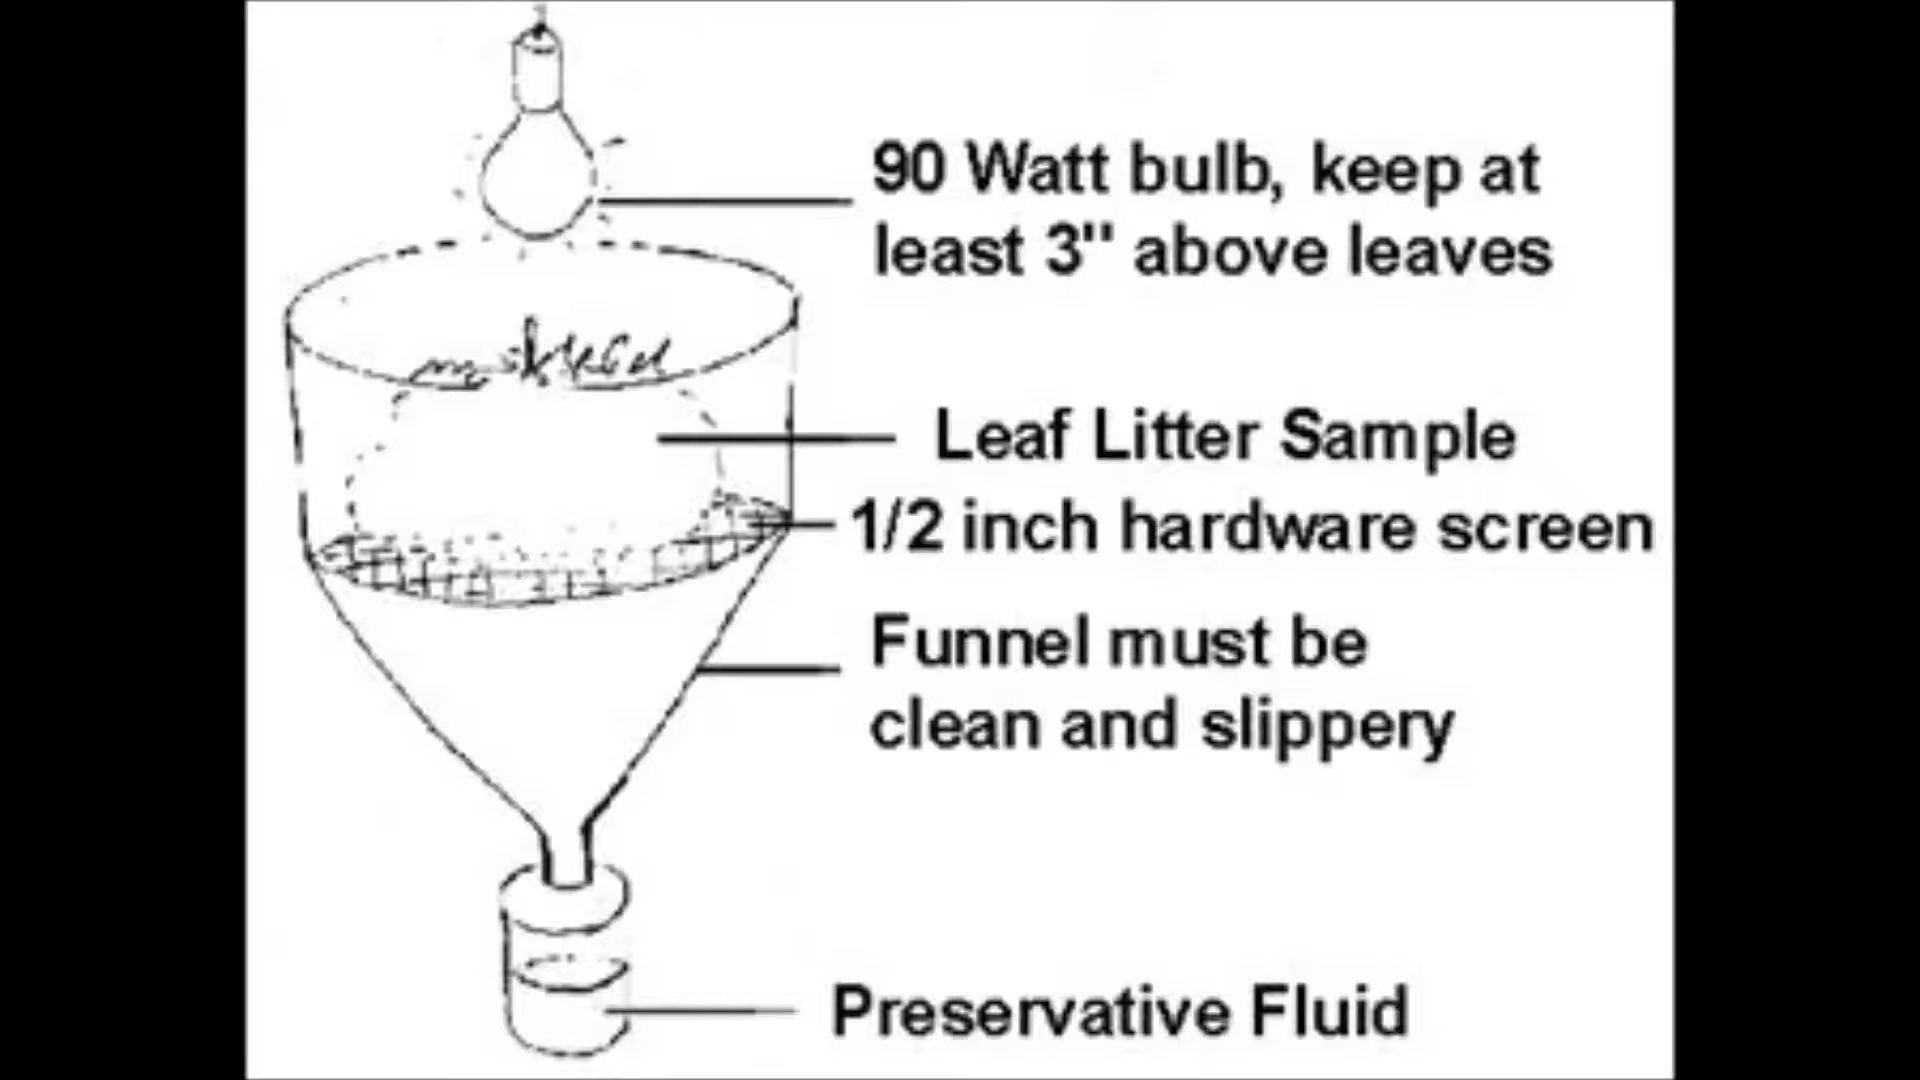 90 Watt bulb, keep at
least 3" above leaves
Leaf Litter Sample
1/2 inch hardware screen
Funnel must be
clean and slippery
Preservative Fluid